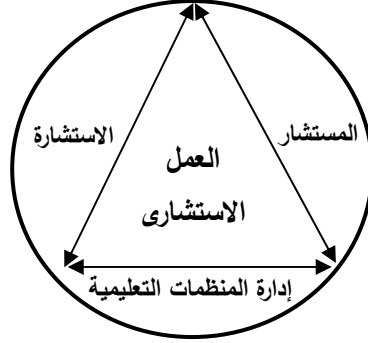 المستشار
الاستشارة
العمل
الاستشارى
إدارة المنظمات التعليمية